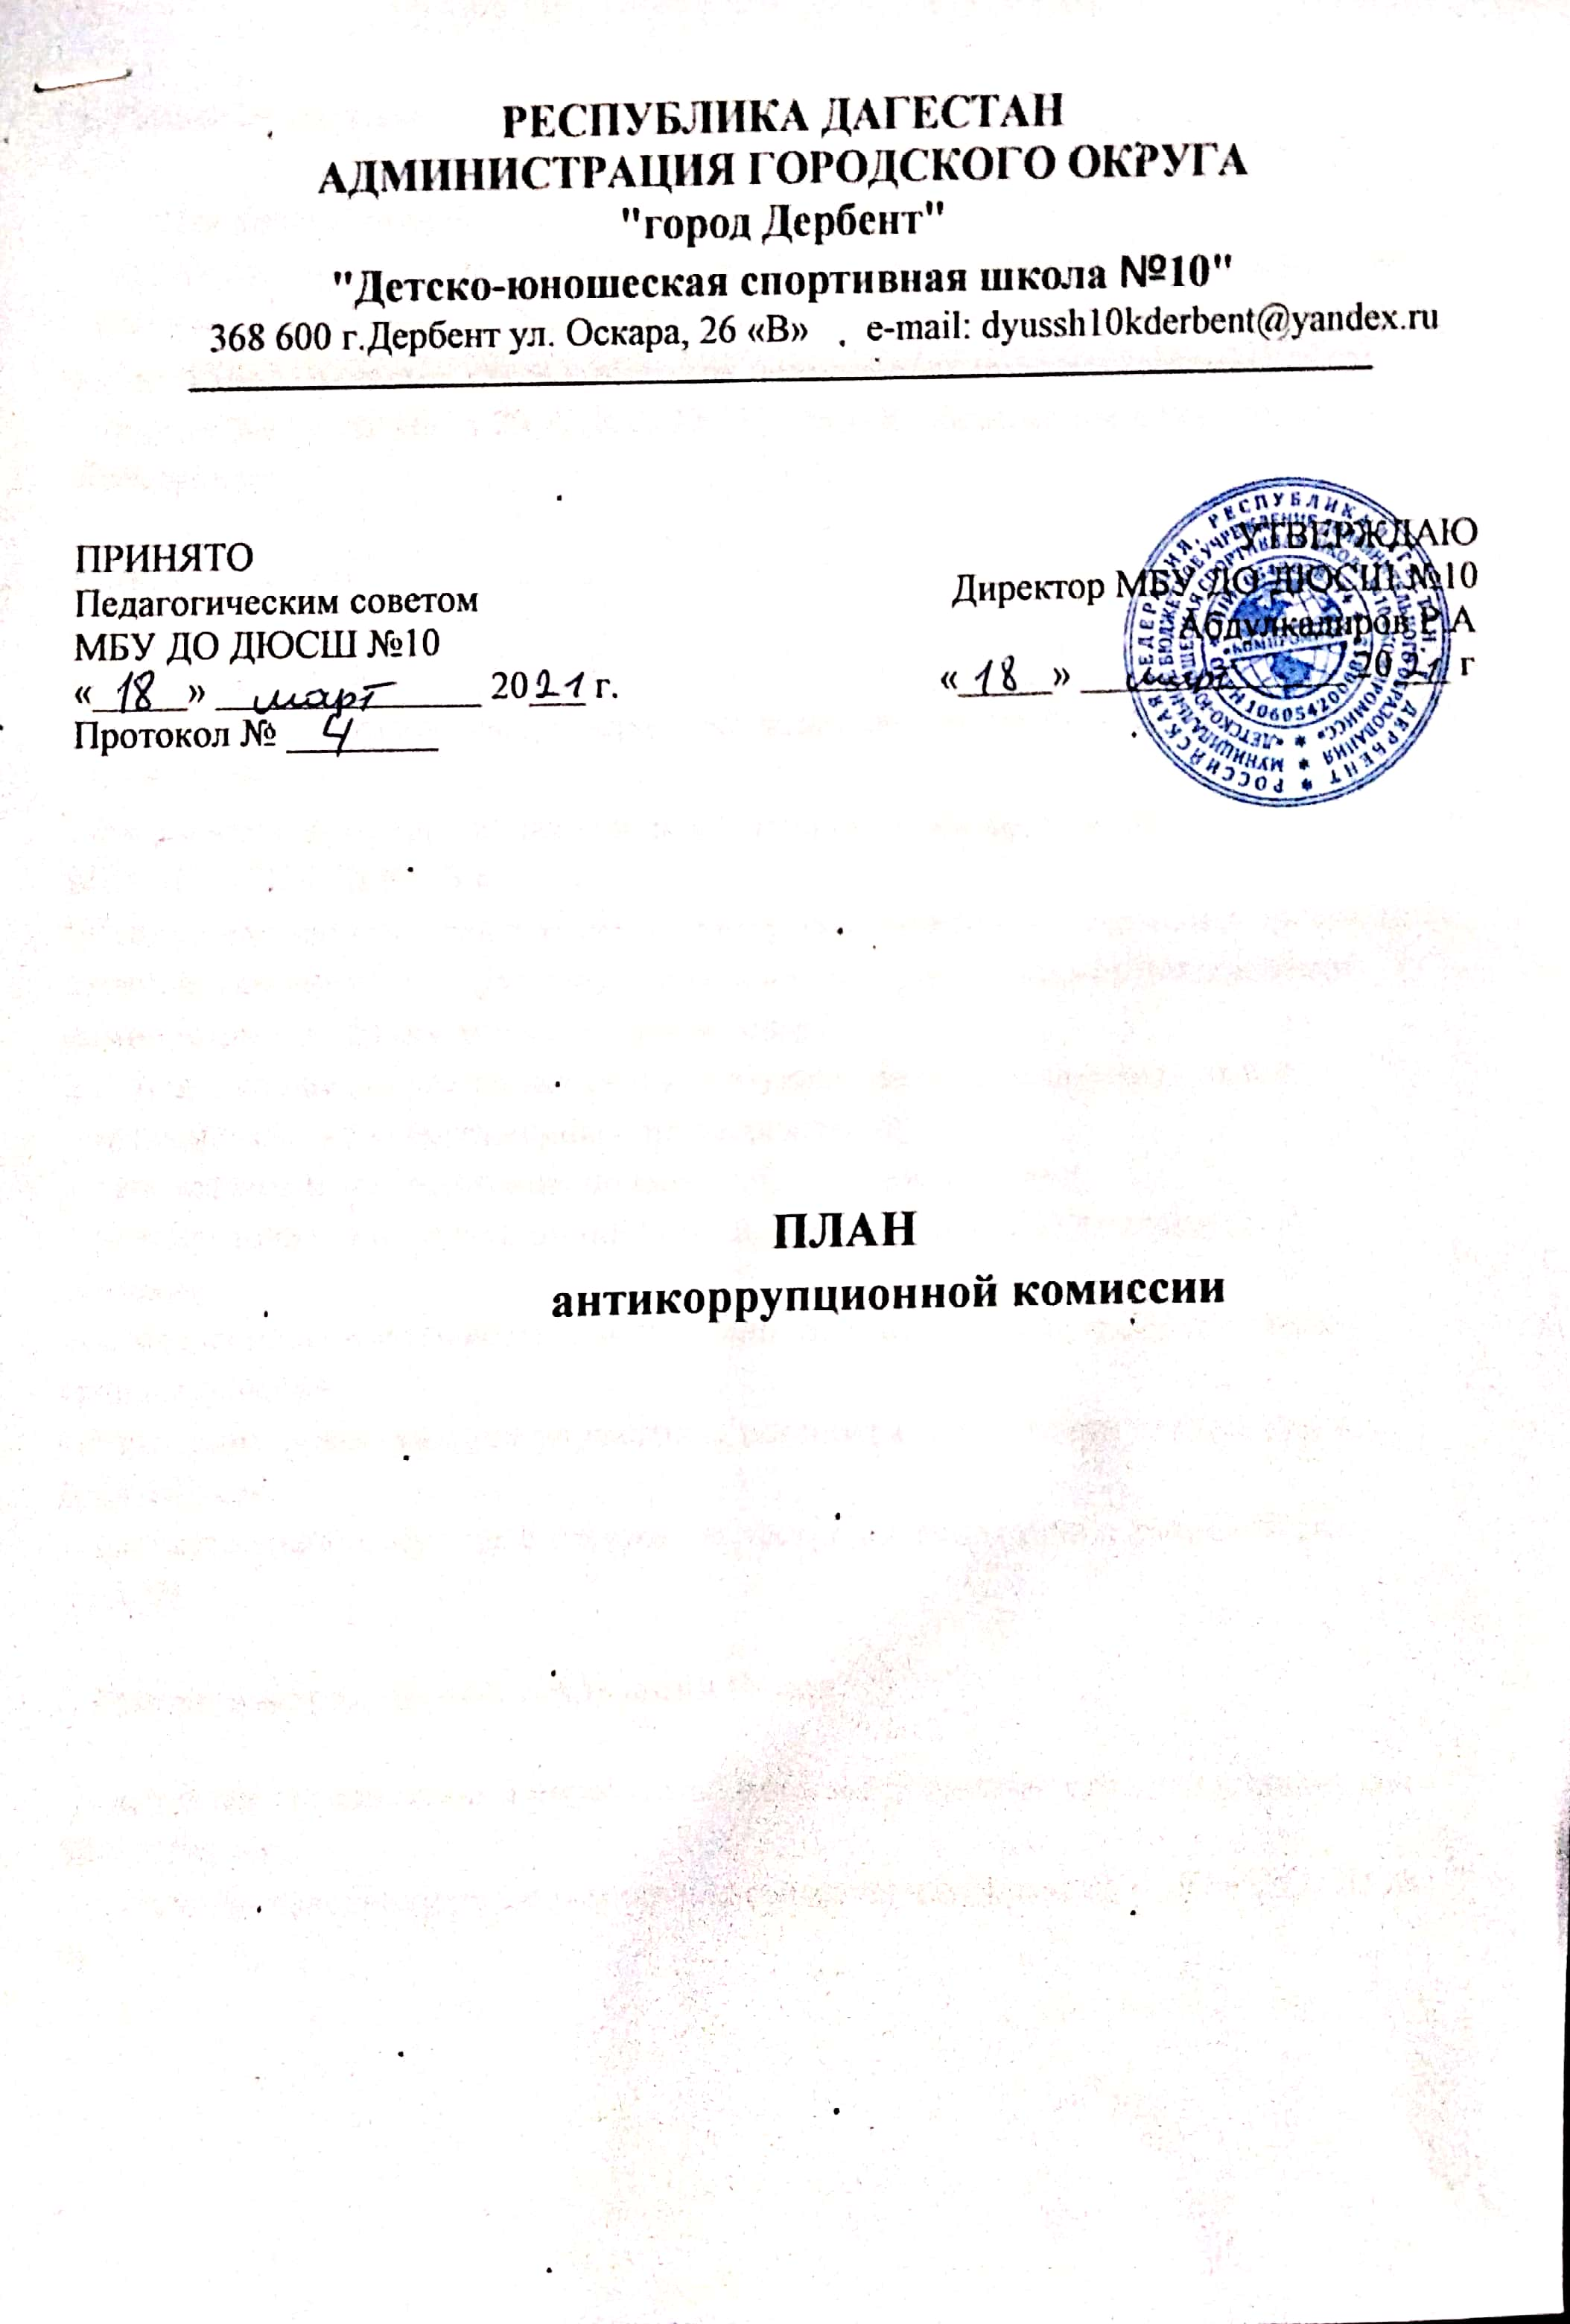 РЕСПУБЛИКА ДАГЕСТАН
АДМИНИСТРАЦИЯ ГОРОДСКОГО ОКРУГА
"город Дербент"
"Детско-юношеская спортивная школа №10"
368 600 г.Дербент ул. Оскара, 26 «В» e-mail: dyussh10kderbent@yandex.ru
ПРИНЯТО
Педагогическим советом
МБУ ДО ДЮСШ №10
«18» март 2021 г.
Протокол № 4
УТВЕРЖДАЮ
Директор МБУ ДО ДЮСШ №10
Абдулкадиров Р.А
«18» март 2021 г
ПЛАН
антикоррупционной комиссии